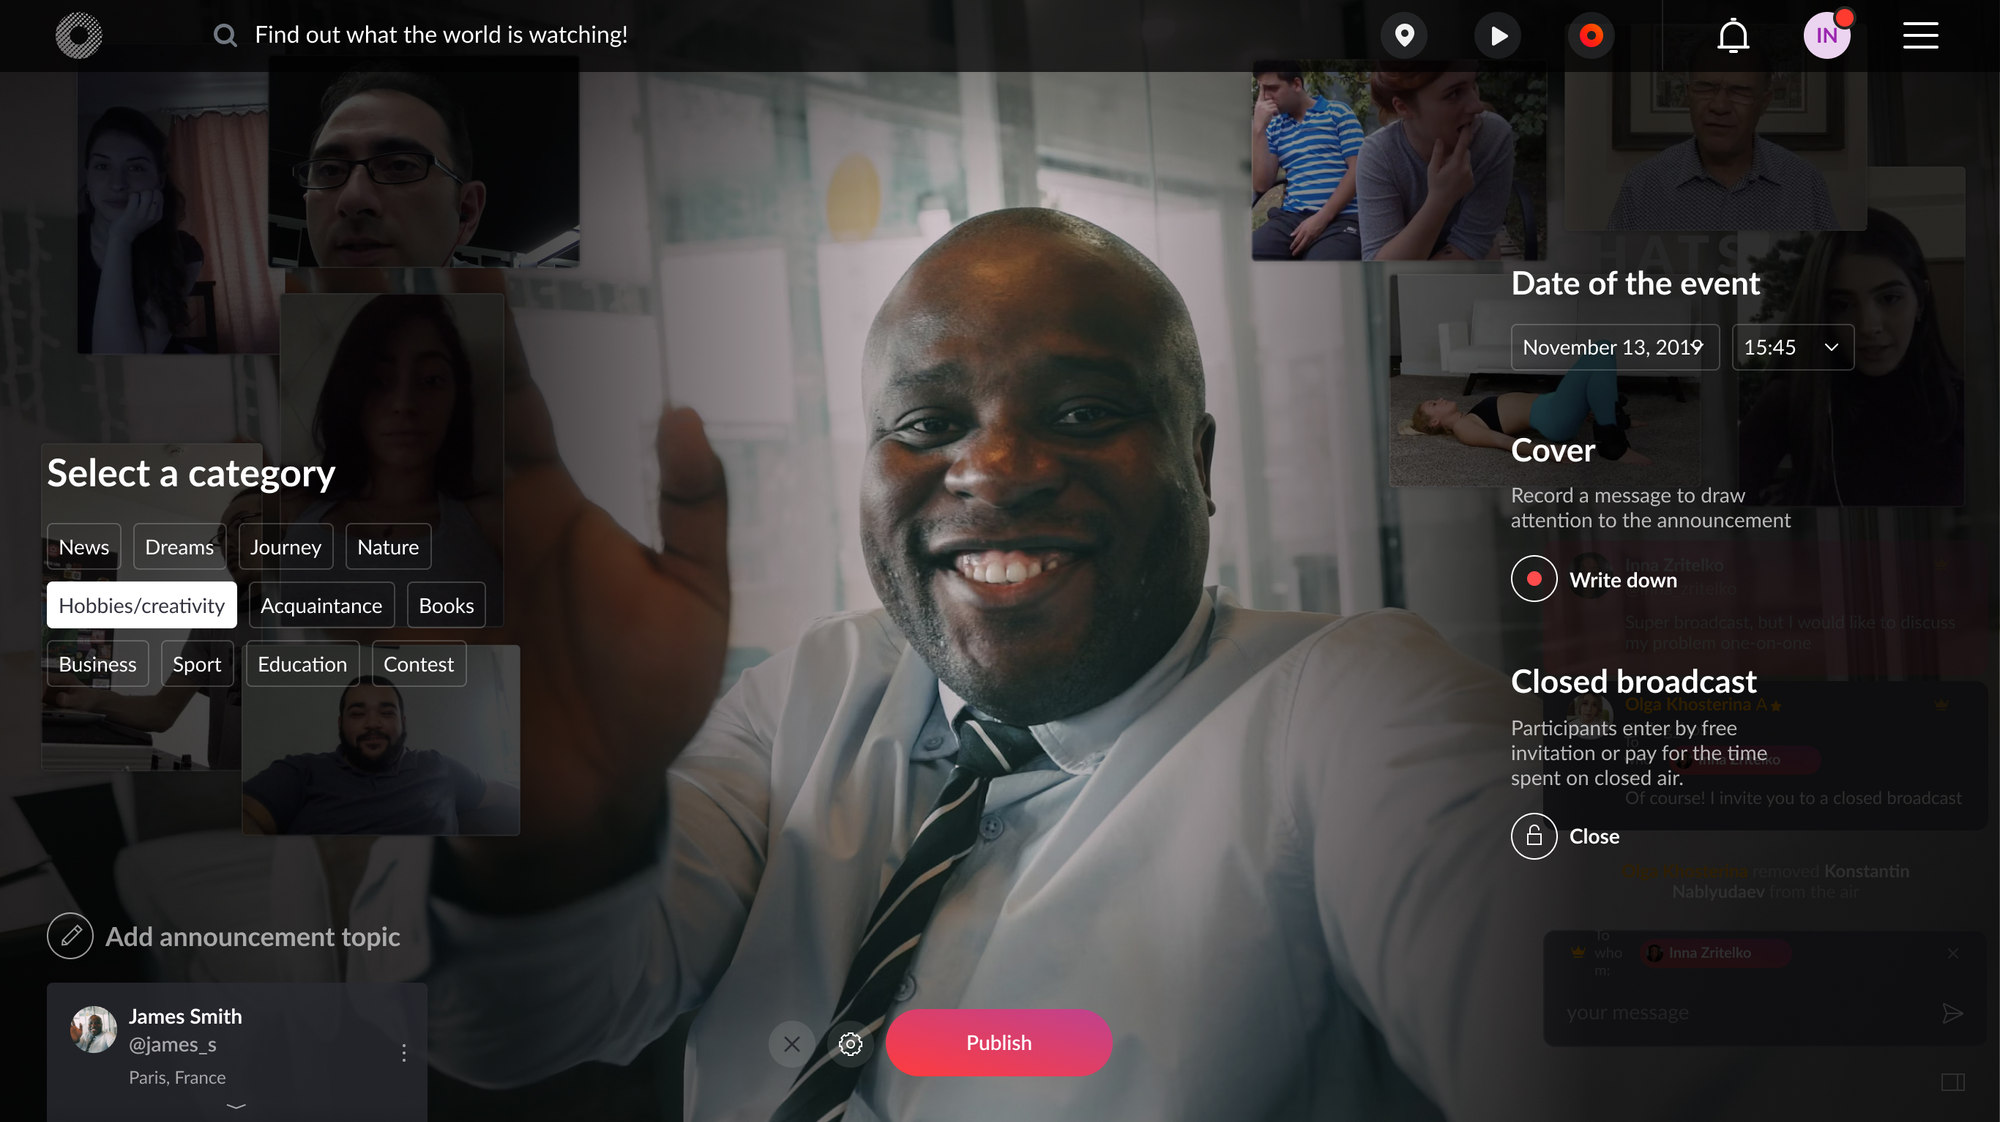 Find out what the world is watching!
IN
HATS
Date of the event
November 13, 2019
15:45
Select a category
Cover
Record a message to draw
attention to the announcement
News
Dreams
Journey
Nature
Inna Zritelko
Write down
Hobbies/creativity
Acquaintance
Books
Super broadcast, but I would like to discuss
my problem one-on-one
Business
Sport
Education
Contest
Closed broadcast
Olga Khosterina A
Participants enter by free
invitation or pay for the time
Inna Zritelko
spent on closed air.
Of course! I invite you to a closed broadcast
Close
Olga Khosterina removed Konstantin
Nablyudaev from the air
Add announcement topic
To
who
m:
Inna Zritelko
James Smith
@james_s
Paris, France
your message
Publish